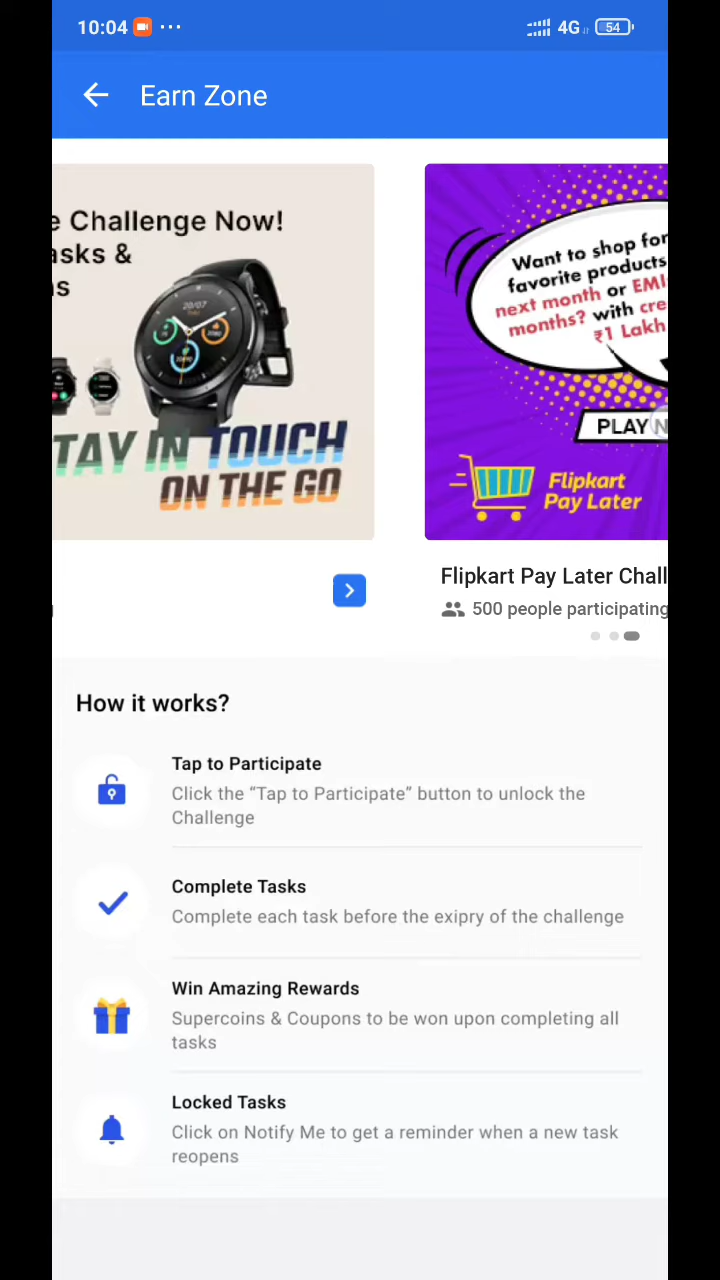 10:04
4G
54
Earn Zone
e Challenge Now!
asks &
ns
20/07
TAY IN TOUCH
ON THE GO
Want to shop for
favorite products
next month or EMI
months? with cre
₹1 Lakh
PLAY N
Flipkart
Pay Later
Flipkart Pay Later Chall
500 people participating
How it works?
Tap to Participate
Click the “Tap to Participate” button to unlock the
Challenge
Complete Tasks
Complete each task before the exipry of the challenge
Win Amazing Rewards
Supercoins & Coupons to be won upon completing all
tasks
Locked Tasks
Click on Notify Me to get a reminder when a new task
reopens